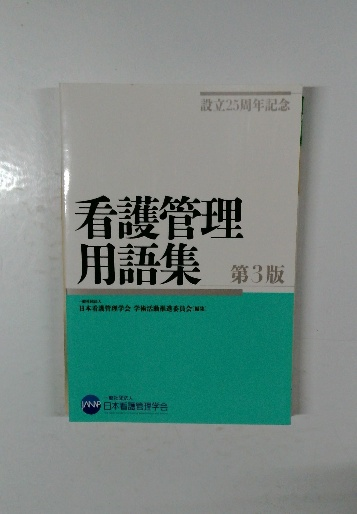 設立25周年記念
看護管理
用語集 第3版
一般社団法人
日本看護管理学会 学術活動推進委員会[編集]
JANAP
一般社団法人
日本看護管理学会